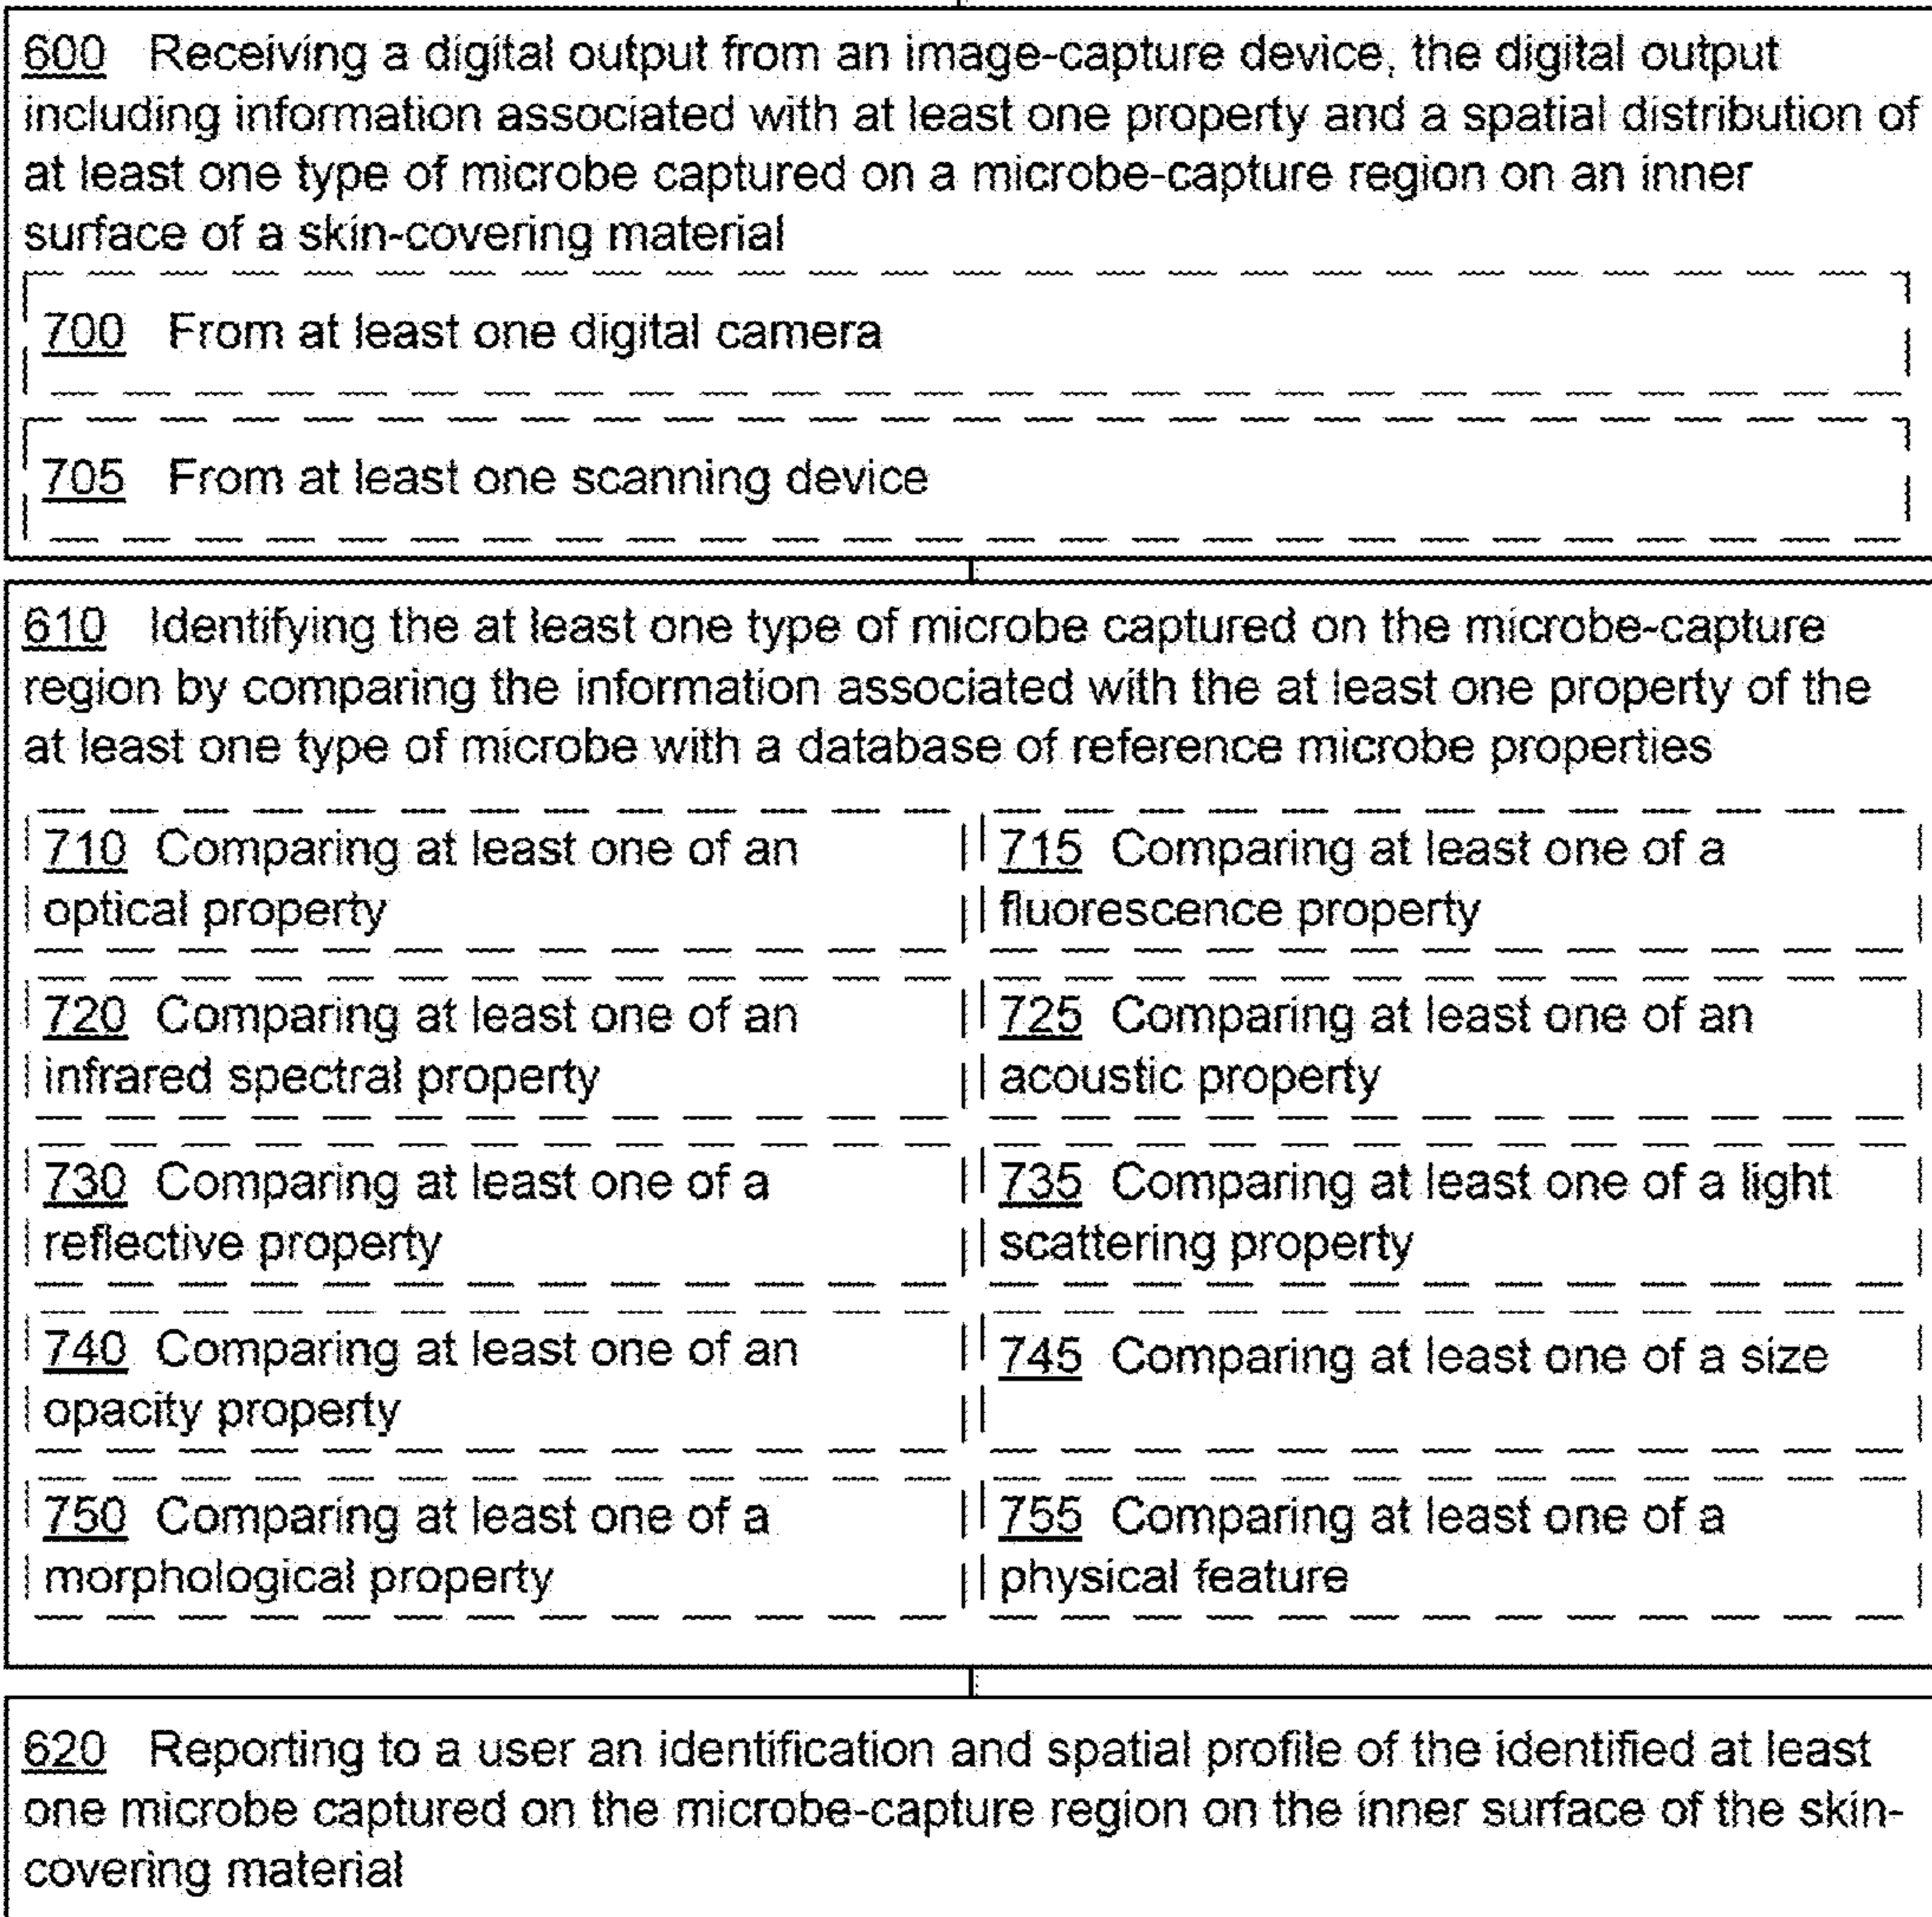 600 Receiving a digital output from an image-capture device, the digital output
including information associated with at least one property and a spatial distribution of
at least one type of microbe captured on a microbe-capture region on an inner
surface of a skin-covering material
700 From at least one digital camera
705 From at least one scanning device
610 Identifying the at least one type of microbe captured on the microbe-capture
region by comparing the information associated with the at least one property of the
at least one type of microbe with a database of reference microbe properties
710 Comparing at least one of an
optical property
715 Comparing at least one of a
fluorescence property
720 Comparing at least one of an
infrared spectral property
725 Comparing at least one of an
acoustic property
730 Comparing at least one of a
reflective property
735 Comparing at least one of a light
scattering property
740 Comparing at least one of an
opacity property
745 Comparing at least one of a size
750 Comparing at least one of a
morphological property
755 Comparing at least one of a
physical feature
620 Reporting to a user an identification and spatial profile of the identified at least
one microbe captured on the microbe-capture region on the inner surface of the skin-
covering material